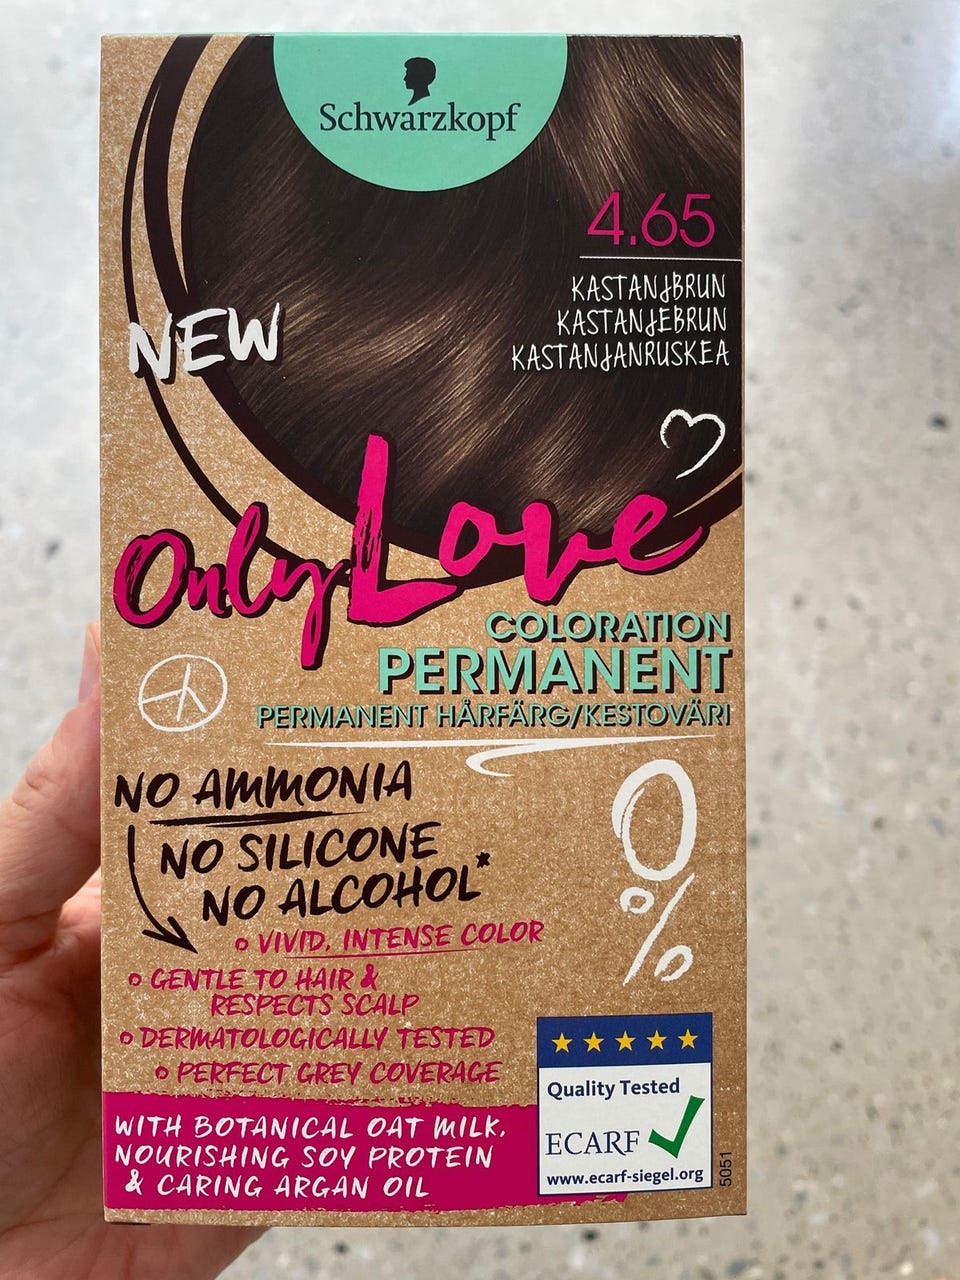 Schwarzkopf
4.65
KASTANJBRUN
KASTANJEBRUN
KASTANJANRUSKEA
NEW
Only Love
COLORATION
PERMANENT
PERMANENT HÅRFÄRG/KESTOVÄRI
NO AMMONIA
NO SILICONE
NO ALCOHOL*
0%
VIVID, INTENSE COLOR
GENTLE TO HAIR &
RESPECTS SCALP
DERMATOLOGICALLY TESTED
PERFECT GREY COVERAGE
WITH BOTANICAL OAT MILK,
NOURISHING SOY PROTEIN
& CARING ARGAN OIL
Quality Tested
ECARF
www.ecarf-siegel.org
5051